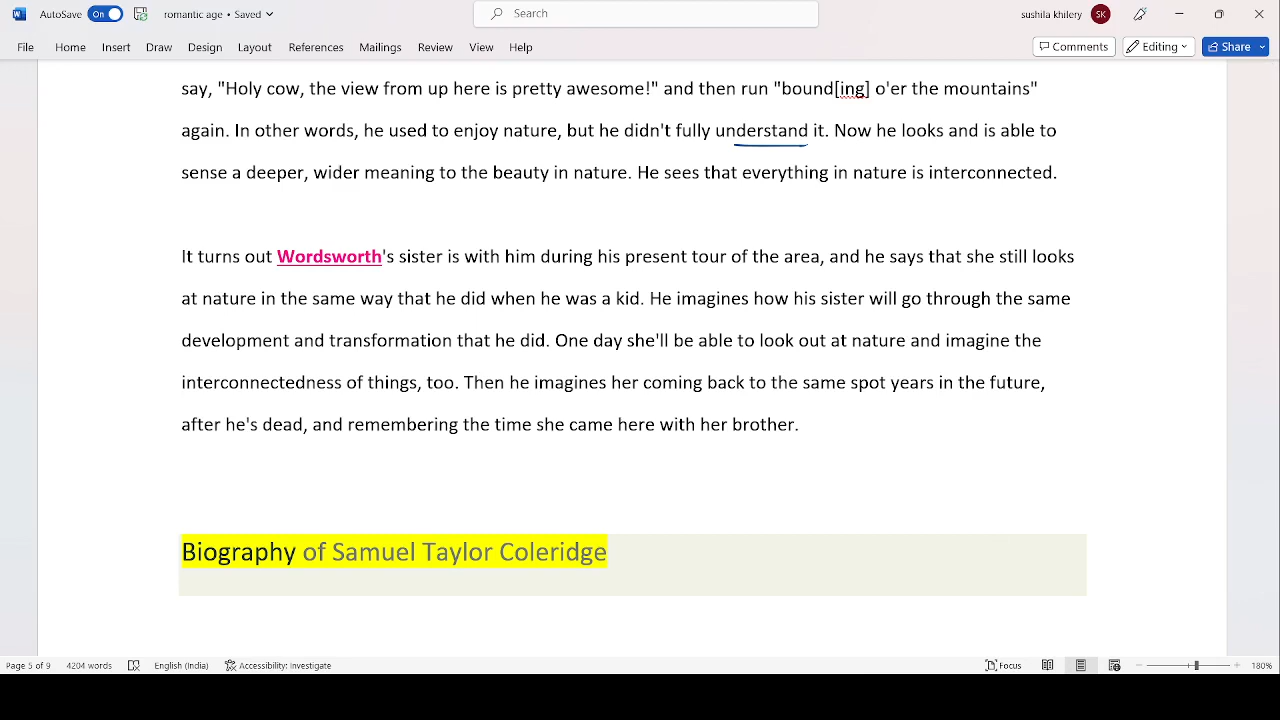 AutoSave On romantic age • Saved Search sushila khilery SK
File Home Insert Draw Design Layout References Mailings Review View Help Comments Editing Share
say, "Holy cow, the view from up here is pretty awesome!" and then run "bound[ing] o'er the mountains"
again. In other words, he used to enjoy nature, but he didn't fully understand it. Now he looks and is able to
sense a deeper, wider meaning to the beauty in nature. He sees that everything in nature is interconnected.
It turns out Wordsworth's sister is with him during his present tour of the area, and he says that she still looks
at nature in the same way that he did when he was a kid. He imagines how his sister will go through the same
development and transformation that he did. One day she'll be able to look out at nature and imagine the
interconnectedness of things, too. Then he imagines her coming back to the same spot years in the future,
after he's dead, and remembering the time she came here with her brother.
Biography of Samuel Taylor Coleridge
Page 5 of 9 4204 words English (India) Accessibility: Investigate Focus 180%